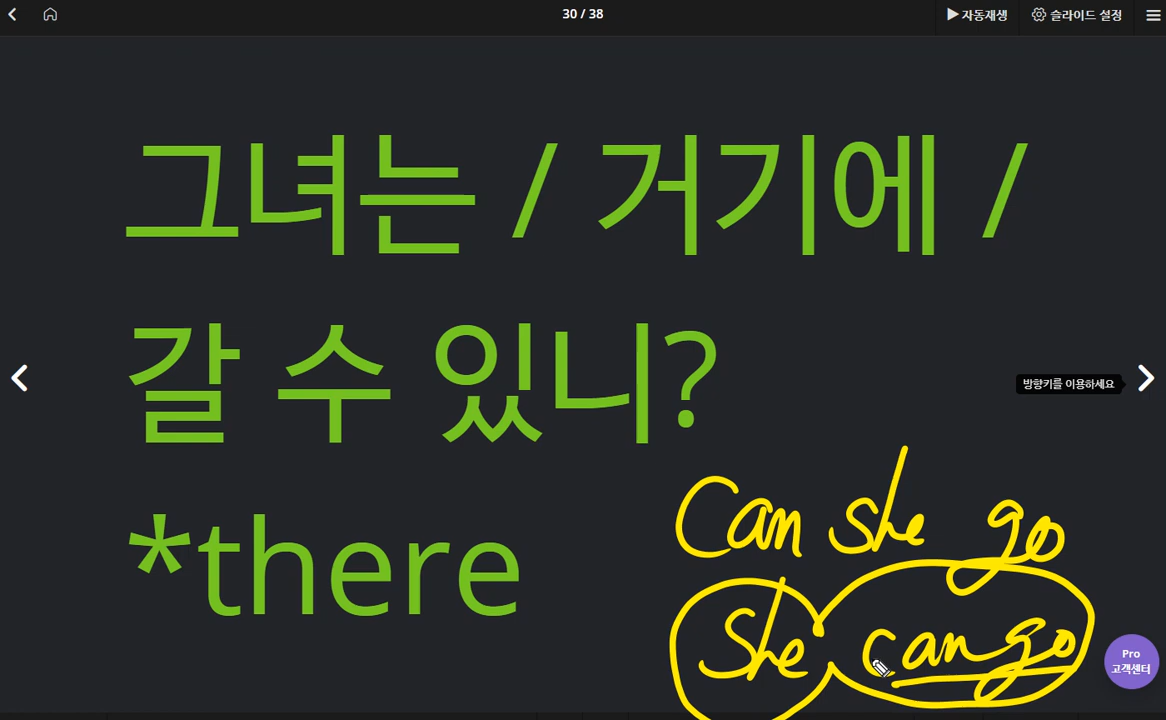 30 / 38
자동재생
슬라이드 설정
그녀는 / 거기에 /
갈 수 있니?
방향키를 이용하세요
*there
Can she go
She can go
Pro
고객센터